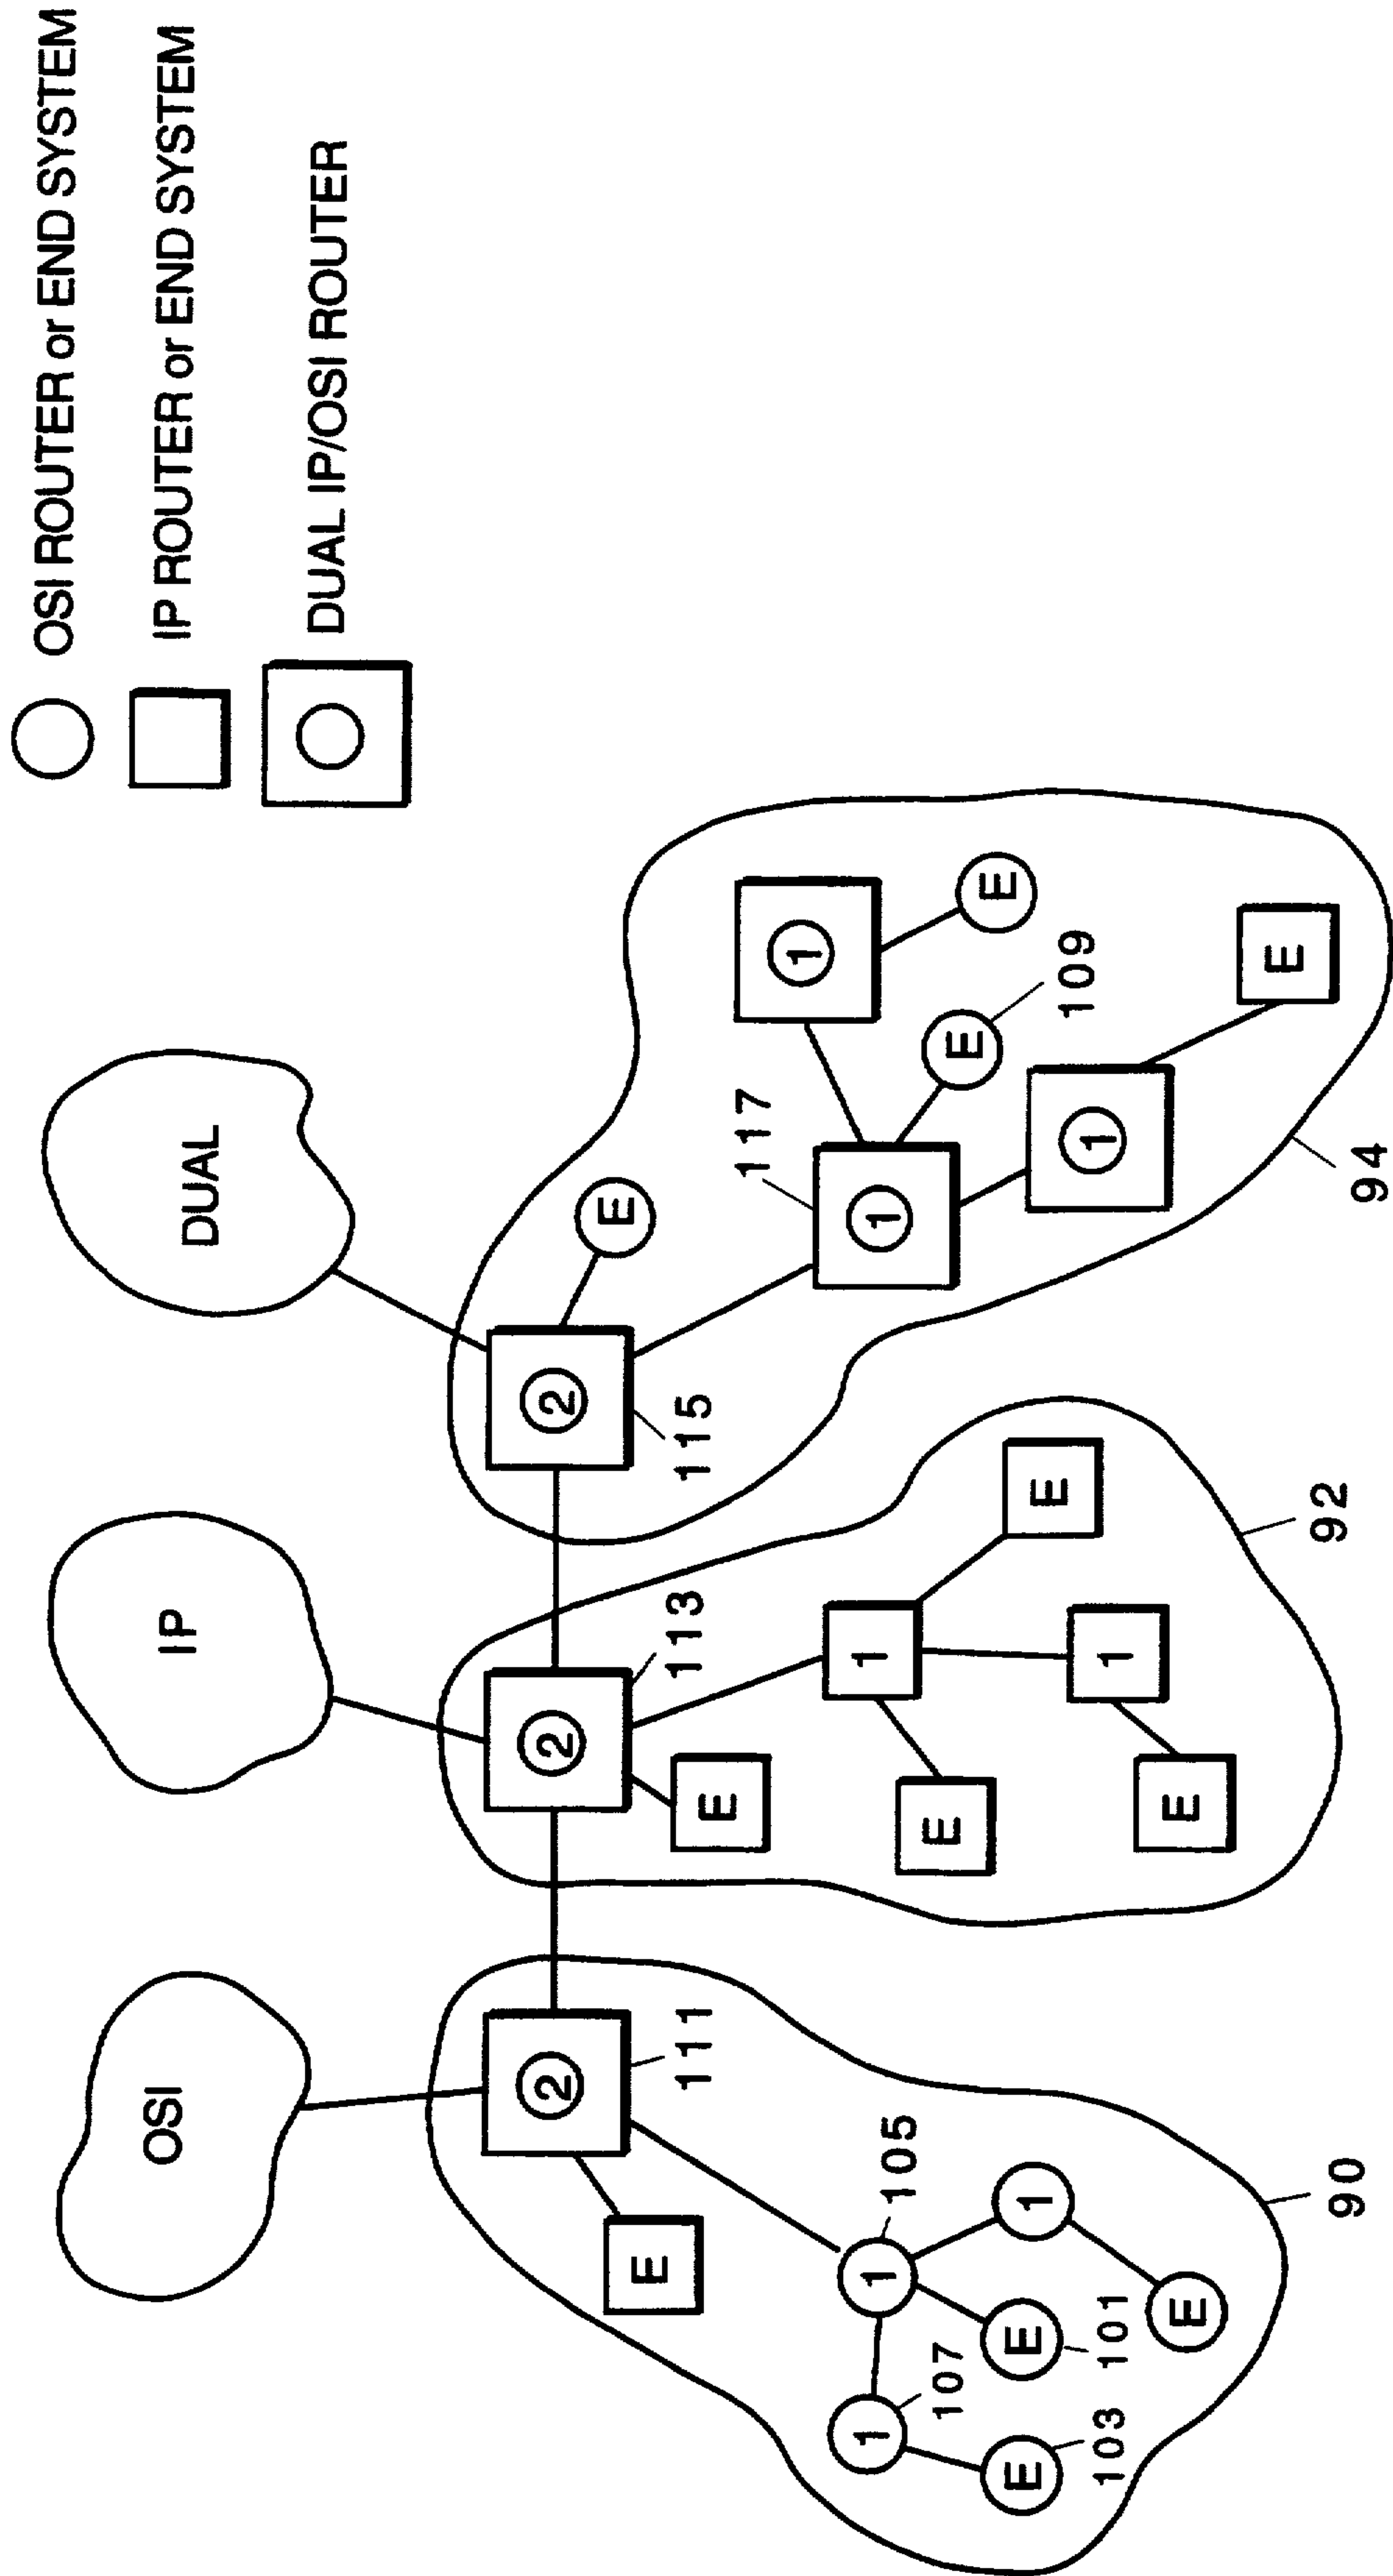 OSI ROUTER or END SYSTEM
IP ROUTER or END SYSTEM
DUAL IP/OSI ROUTER
OSI
IP
DUAL
2
111
E
1
105
1
107
E
103
E
101
1
E
90
2
113
E
1
E
E
1
E
92
2
115
E
1
117
1
E
E
109
1
E
94